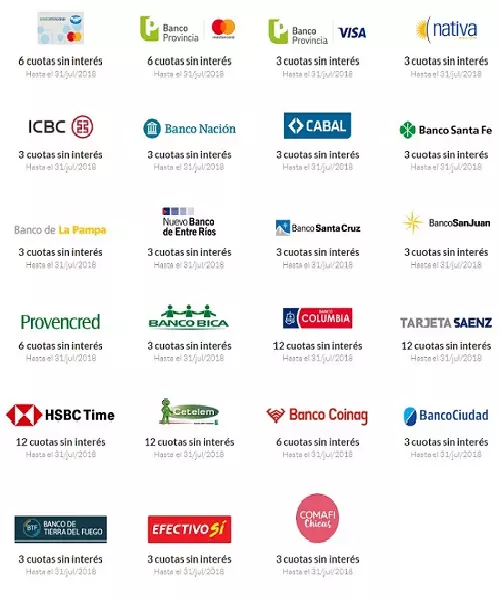 6 cuotas sin interés
Hasta el 31/jul/2018
Banco
Provincia
mastercard
6 cuotas sin interés
Hasta el 31/jul/2018
Banco
Provincia
VISA
3 cuotas sin interés
Hasta el 31/jul/2018
nativa
3 cuotas sin interés
Hasta el 31/jul/2018
ICBC
3 cuotas sin interés
Hasta el 31/jul/2018
Banco Nación
3 cuotas sin interés
Hasta el 31/jul/2018
CABAL
3 cuotas sin interés
Hasta el 31/jul/2018
Banco Santa Fe
3 cuotas sin interés
Hasta el 31/jul/2018
Banco de La Pampa
3 cuotas sin interés
Hasta el 31/jul/2018
Nuevo Banco
de Entre Ríos
3 cuotas sin interés
Hasta el 31/jul/2018
Banco Santa Cruz
3 cuotas sin interés
Hasta el 31/jul/2018
BancoSanJuan
3 cuotas sin interés
Hasta el 31/jul/2018
Provencred
6 cuotas sin interés
Hasta el 31/jul/2018
BANCO BICA
3 cuotas sin interés
Hasta el 31/jul/2018
BANCO
COLUMBIA
12 cuotas sin interés
Hasta el 31/jul/2018
TARJETA SAENZ
12 cuotas sin interés
Hasta el 31/jul/2018
HSBC Time
12 cuotas sin interés
Hasta el 31/jul/2018
Cetelem
12 cuotas sin interés
Hasta el 31/jul/2018
Banco Coinag
6 cuotas sin interés
Hasta el 31/jul/2018
BancoCiudad
3 cuotas sin interés
Hasta el 31/jul/2018
BTF
BANCO DE
TIERRA DEL FUEGO
3 cuotas sin interés
Hasta el 31/jul/2018
EFECTIVO SÍ
3 cuotas sin interés
Hasta el 31/jul/2018
COMAFI
Chicas
3 cuotas sin interés
Hasta el 31/jul/2018